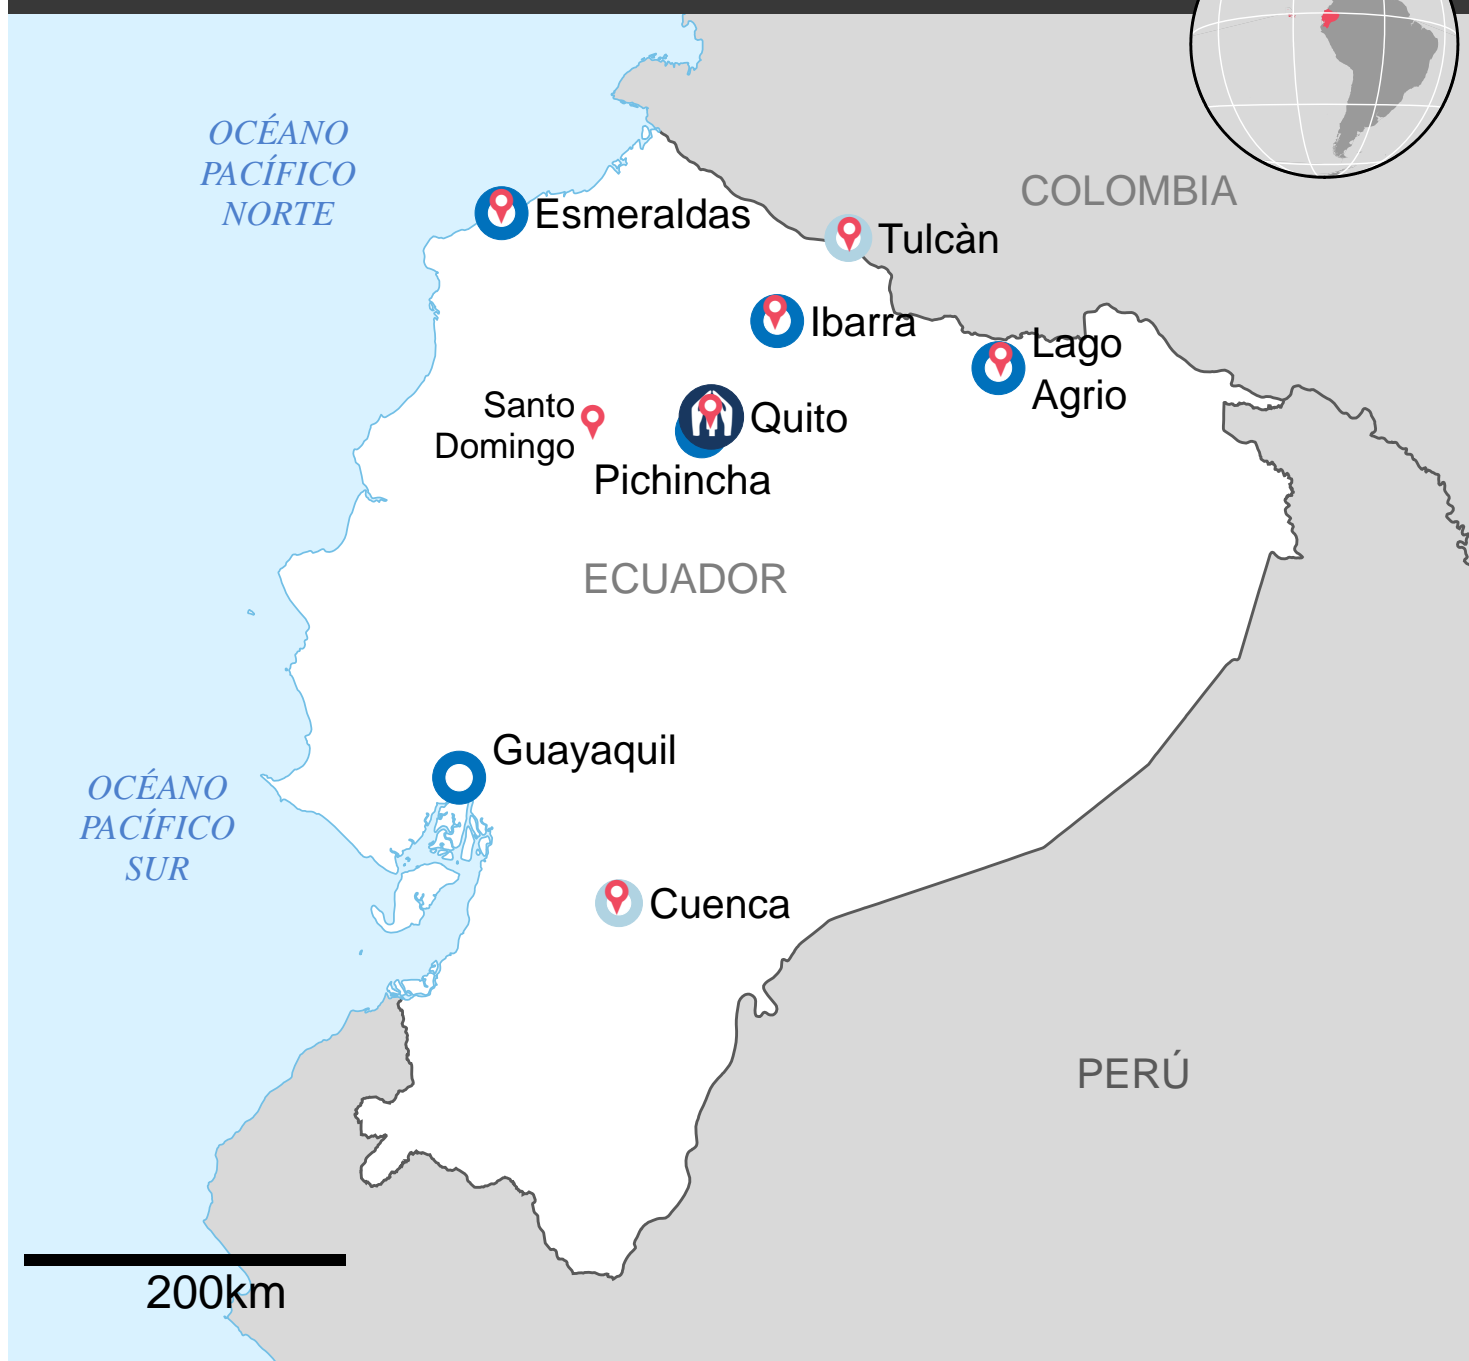 OCÉANO
PACÍFICO
NORTE
COLOMBIA
Esmeraldas
Tulcàn
Ibarra
Lago
Agrio
Santo
Domingo
Quito
Pichincha
ECUADOR
Guayaquil
OCÉANO
PACÍFICO
SUR
Cuenca
PERÚ
200km